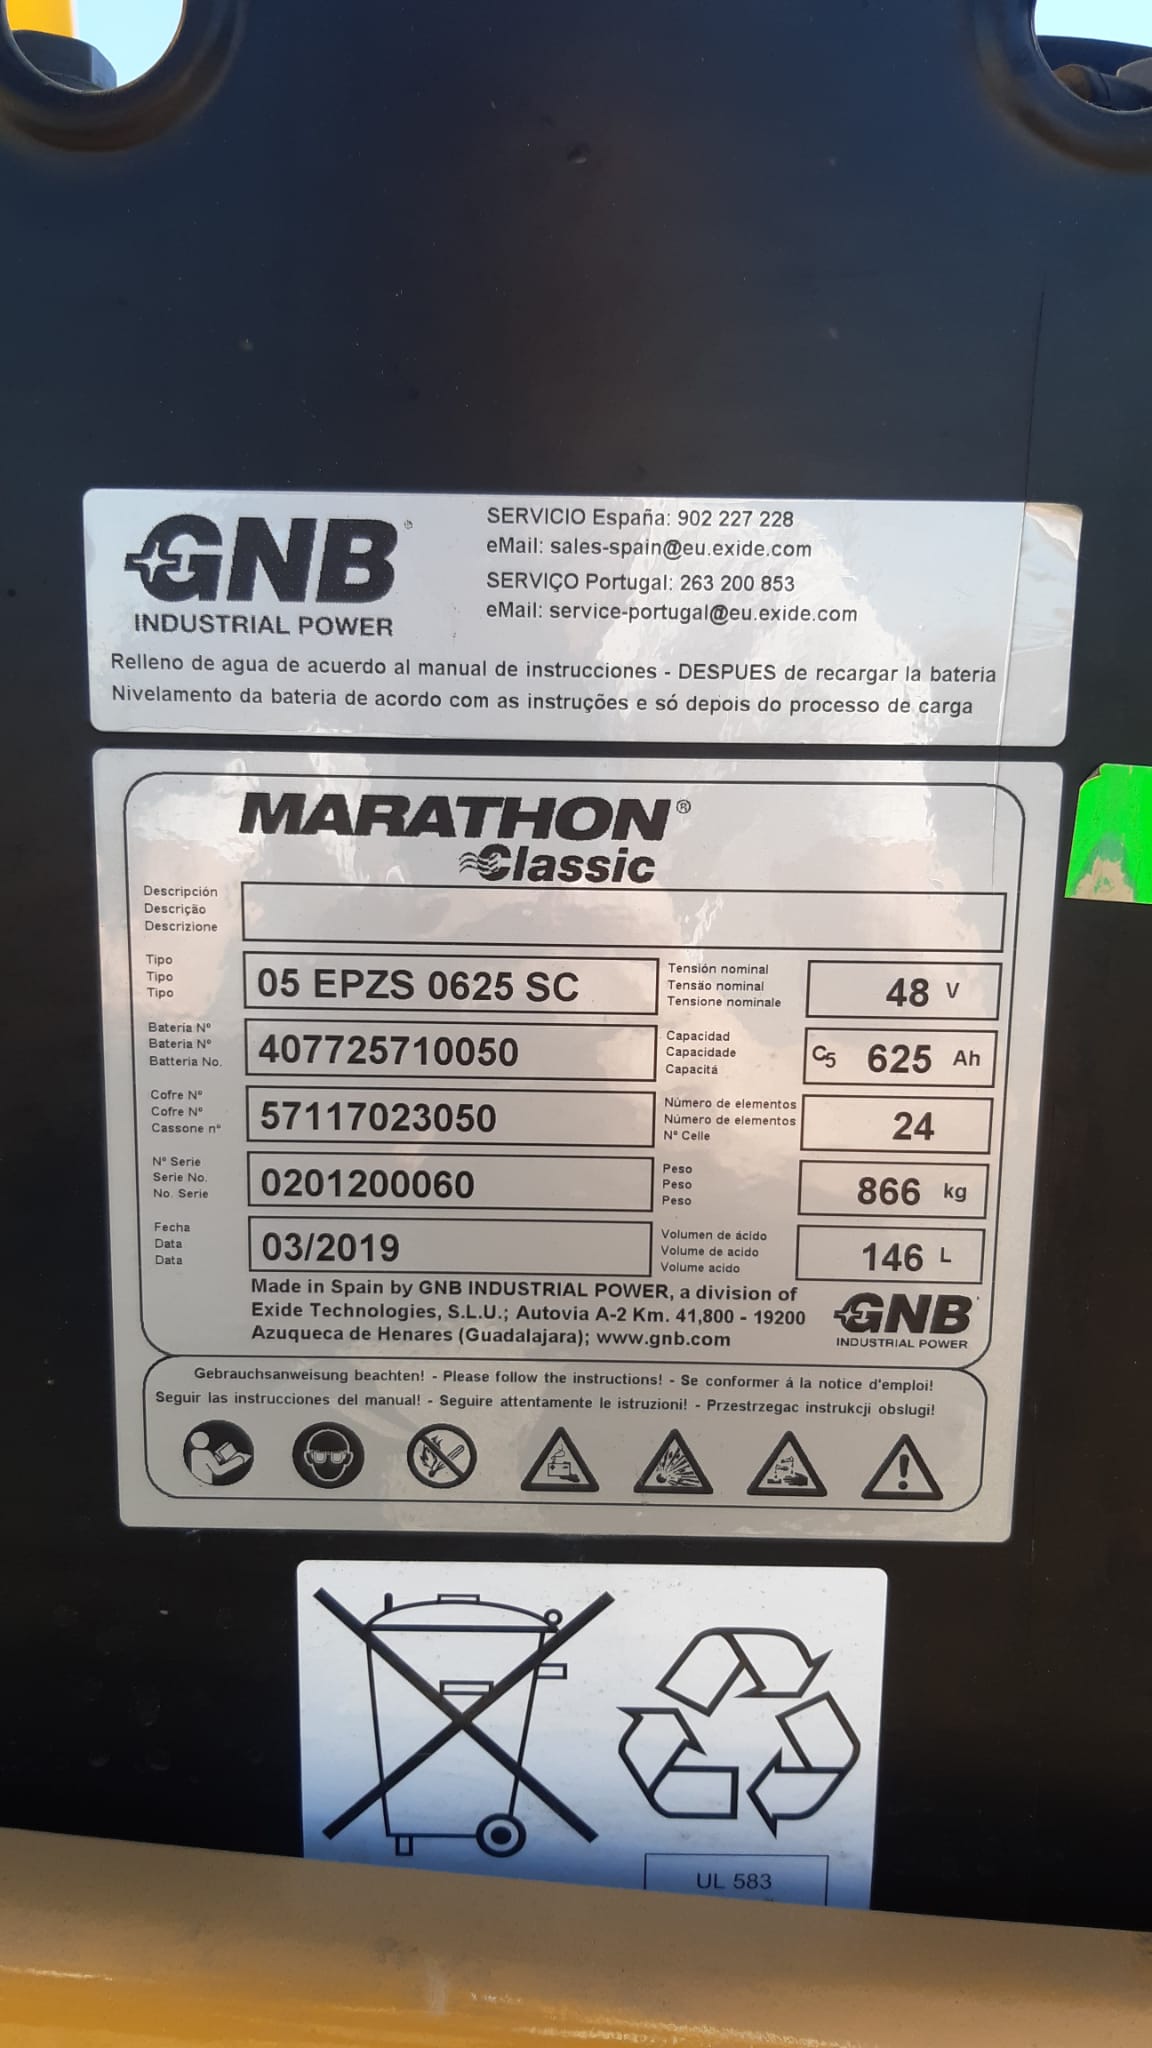 GNB®
INDUSTRIAL POWER
SERVICIO España: 902 227 228
eMail: sales-spain@eu.exide.com
SERVIÇO Portugal: 263 200 853
eMail: service-portugal@eu.exide.com
Relleno de agua de acuerdo al manual de instrucciones - DESPUES de recargar la bateria
Nivelamento da bateria de acordo com as instruções e só depois do processo de carga
MARATHON®
Classic
Descripción
Descrição
Descrizione
Tipo
Tipo
Tipo
05 EPZS 0625 SC
Tensión nominal
Tensão nominal
Tensione nominale
48 V
Batería Nº
Bateria Nº
Batteria No.
407725710050
Capacidad
Capacidade
Capacitá
C5 625 Ah
Cofre Nº
Cofre Nº
Cassone nº
57117023050
Número de elementos
Número de elementos
Nº Celle
24
Nº Serie
Serie No.
No. Serie
0201200060
Peso
Peso
Peso
866 kg
Fecha
Data
Data
03/2019
Volumen de ácido
Volume de acido
Volume acido
146 L
Made in Spain by GNB INDUSTRIAL POWER, a division of
Exide Technologies, S.L.U.; Autovia A-2 Km. 41,800 - 19200
Azuqueca de Henares (Guadalajara); www.gnb.com
GNB
INDUSTRIAL POWER
Gebrauchsanweisung beachten! - Please follow the instructions! - Se conformer á la notice d'emploi!
Seguir las instrucciones del manual! - Seguire attentamente le istruzioni! - Przestrzegac instrukcji obslugi!
UL 583